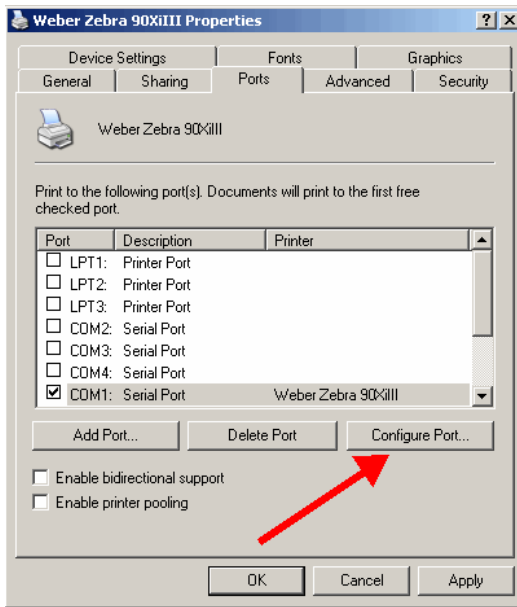 Weber Zebra 90XiIII Properties
? X
Device Settings Fonts Graphics
General Sharing Ports Advanced Security
Weber Zebra 90XiIII
Print to the following port(s). Documents will print to the first free
checked port.
Port Description Printer
LPT1: Printer Port
LPT2: Printer Port
LPT3: Printer Port
COM2: Serial Port
COM3: Serial Port
COM4: Serial Port
COM1: Serial Port Weber Zebra 90XiIII
Add Port... Delete Port Configure Port...
Enable bidirectional support
Enable printer pooling
OK Cancel Apply